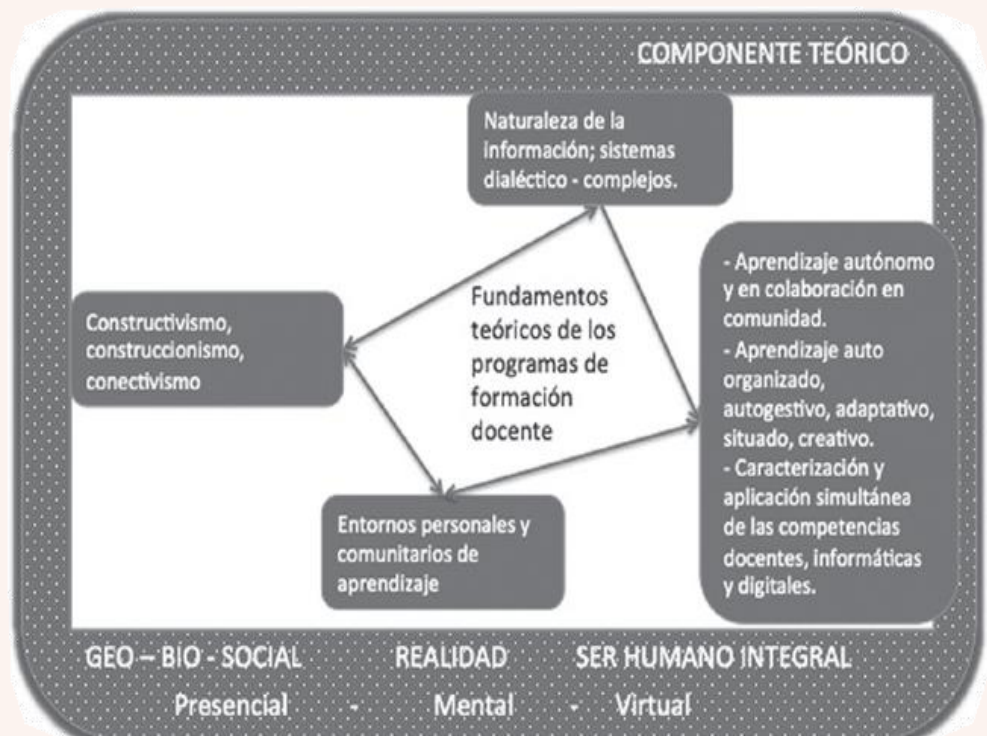 COMPONENTE TEÓRICO
Naturaleza de la
información; sistemas
dialéctico - complejos.
Constructivismo,
construccionismo,
conectivismo
Fundamentos
teóricos de los
programas de
formación
docente
- Aprendizaje autónomo
y en colaboración en
comunidad.
- Aprendizaje auto
organizado,
autogestivo, adaptativo,
situado, creativo.
- Caracterización y
aplicación simultánea
de las competencias
docentes, informáticas
y digitales.
Entornos personales y
comunitarios de
aprendizaje
GEO – BIO - SOCIAL REALIDAD SER HUMANO INTEGRAL
Presencial - Mental - Virtual